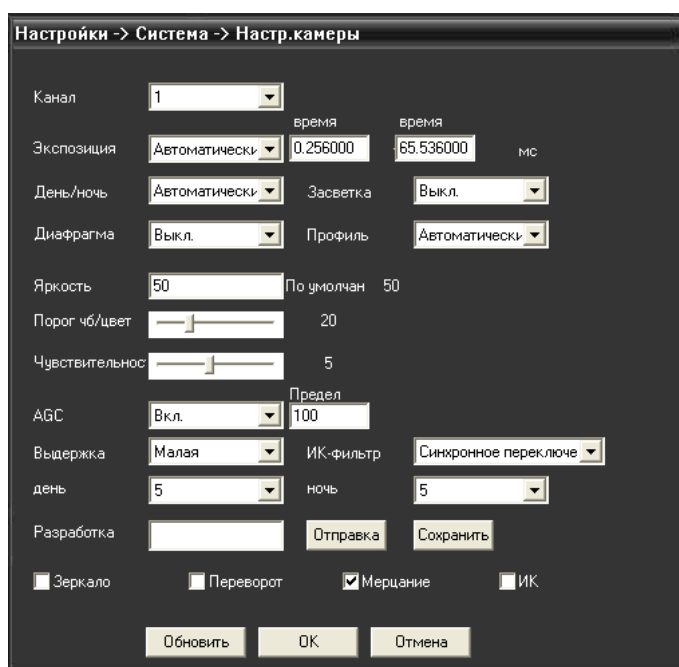 Настройки -> Система -> Настр.камеры
Канал 1
время время
Экспозиция Автоматически 0.256000 65.536000 мс
День/ночь Автоматически Засветка Выкл.
Диафрагма Выкл. Профиль Автоматически
Яркость 50 По умолчан 50
Порог чб/цвет 20
Чувствительнос 5
Предел
AGC Вкл. 100
Выдержка Малая ИК-фильтр Синхронное переключе
день 5 ночь 5
Разработка Отправка Сохранить
Зеркало Переворот Мерцание ИК
Обновить OK Отмена